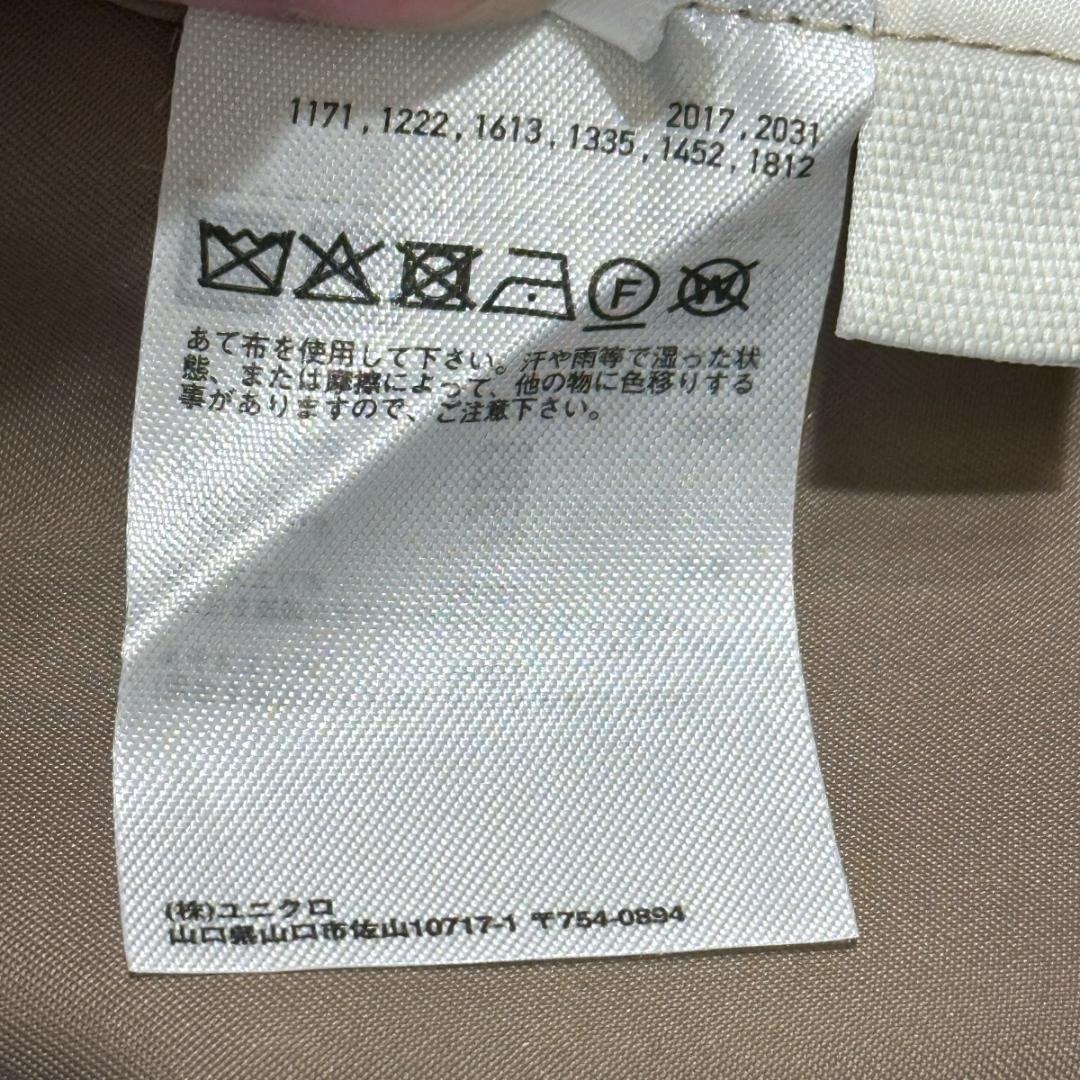 2017 , 2031
1171 , 1222 , 1613 , 1335 , 1452 , 1812
F
W
あて布を使用して下さい。汗や雨等で湿った状
態、または摩擦によって、他の物に色移りする
事がありますので、ご注意下さい。
(株)ユニクロ
山口県山口市佐山10717-1 〒754-0894